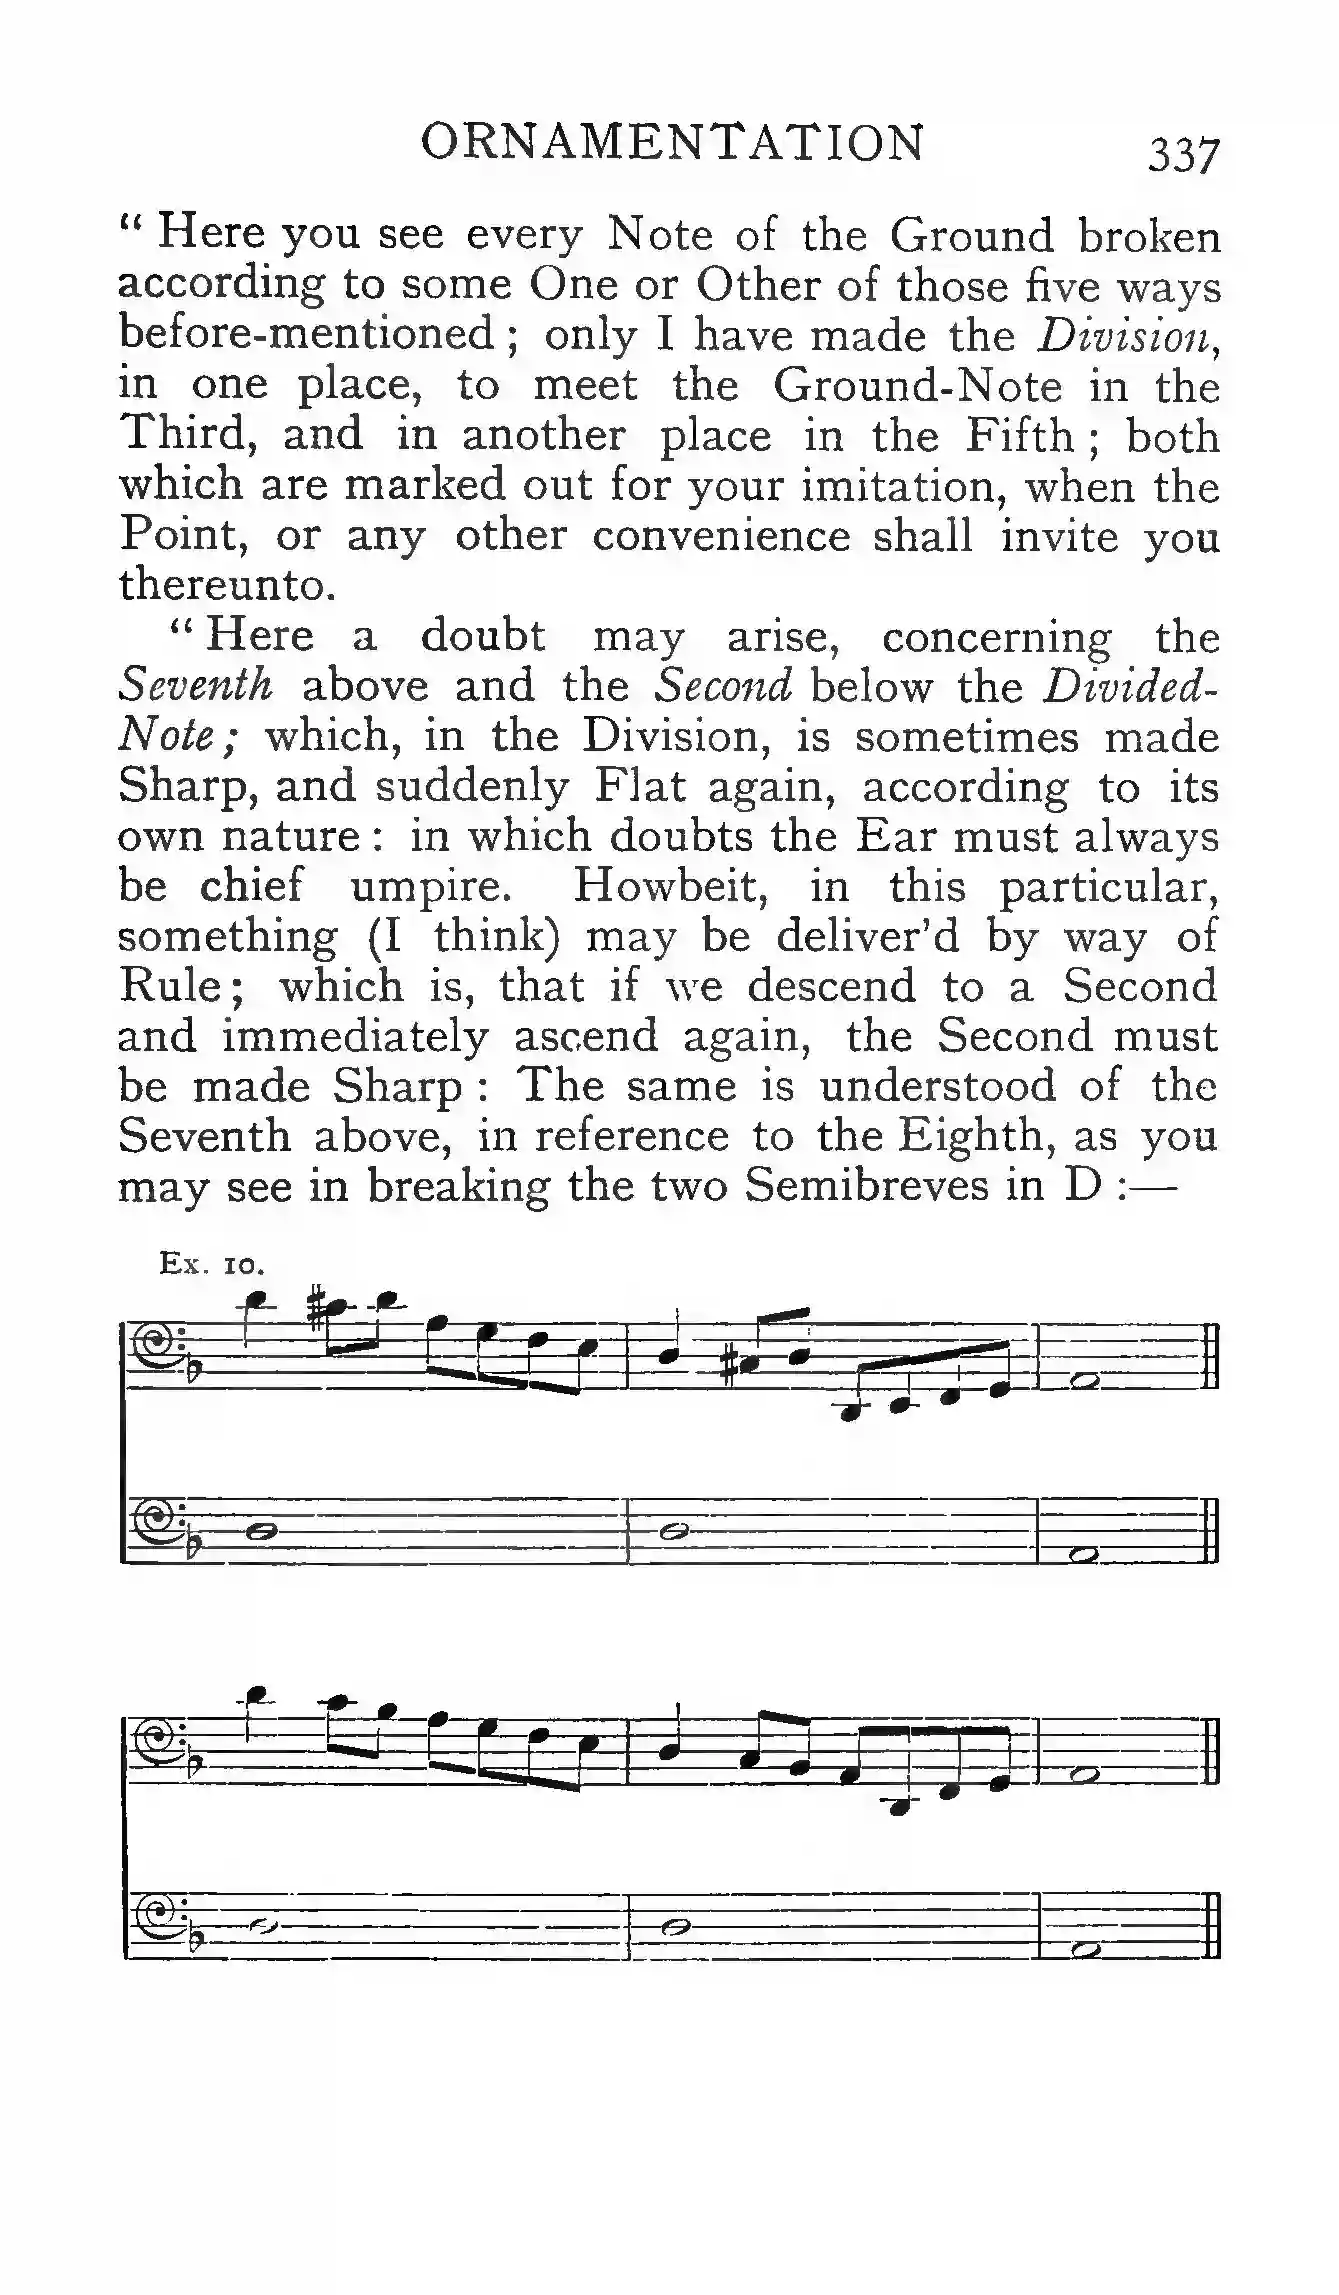 ORNAMENTATION 337
“ Here you see every Note of the Ground broken
according to some One or Other of those five ways
before-mentioned ; only I have made the Division,
in one place, to meet the Ground-Note in the
Third, and in another place in the Fifth ; both
which are marked out for your imitation, when the
Point, or any other convenience shall invite you
thereunto.
“ Here a doubt may arise, concerning the
Seventh above and the Second below the Divided-
Note ; which, in the Division, is sometimes made
Sharp, and suddenly Flat again, according to its
own nature : in which doubts the Ear must always
be chief umpire. Howbeit, in this particular,
something (I think) may be deliver’d by way of
Rule ; which is, that if we descend to a Second
and immediately ascend again, the Second must
be made Sharp : The same is understood of the
Seventh above, in reference to the Eighth, as you
may see in breaking the two Semibreves in D :—
Ex. 10.